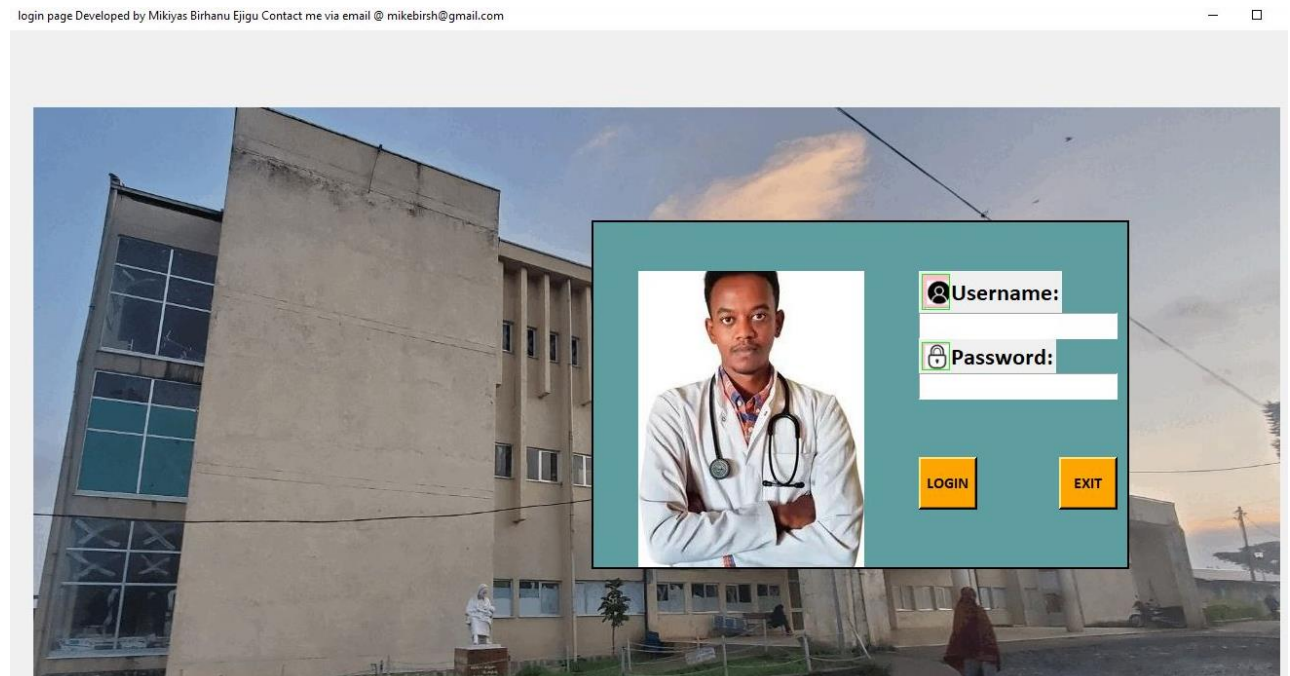 login page Developed by Mikiyas Birhanu Ejigu Contact me via email @ mikebirsh@gmail.com
Username:
Password:
LOGIN EXIT